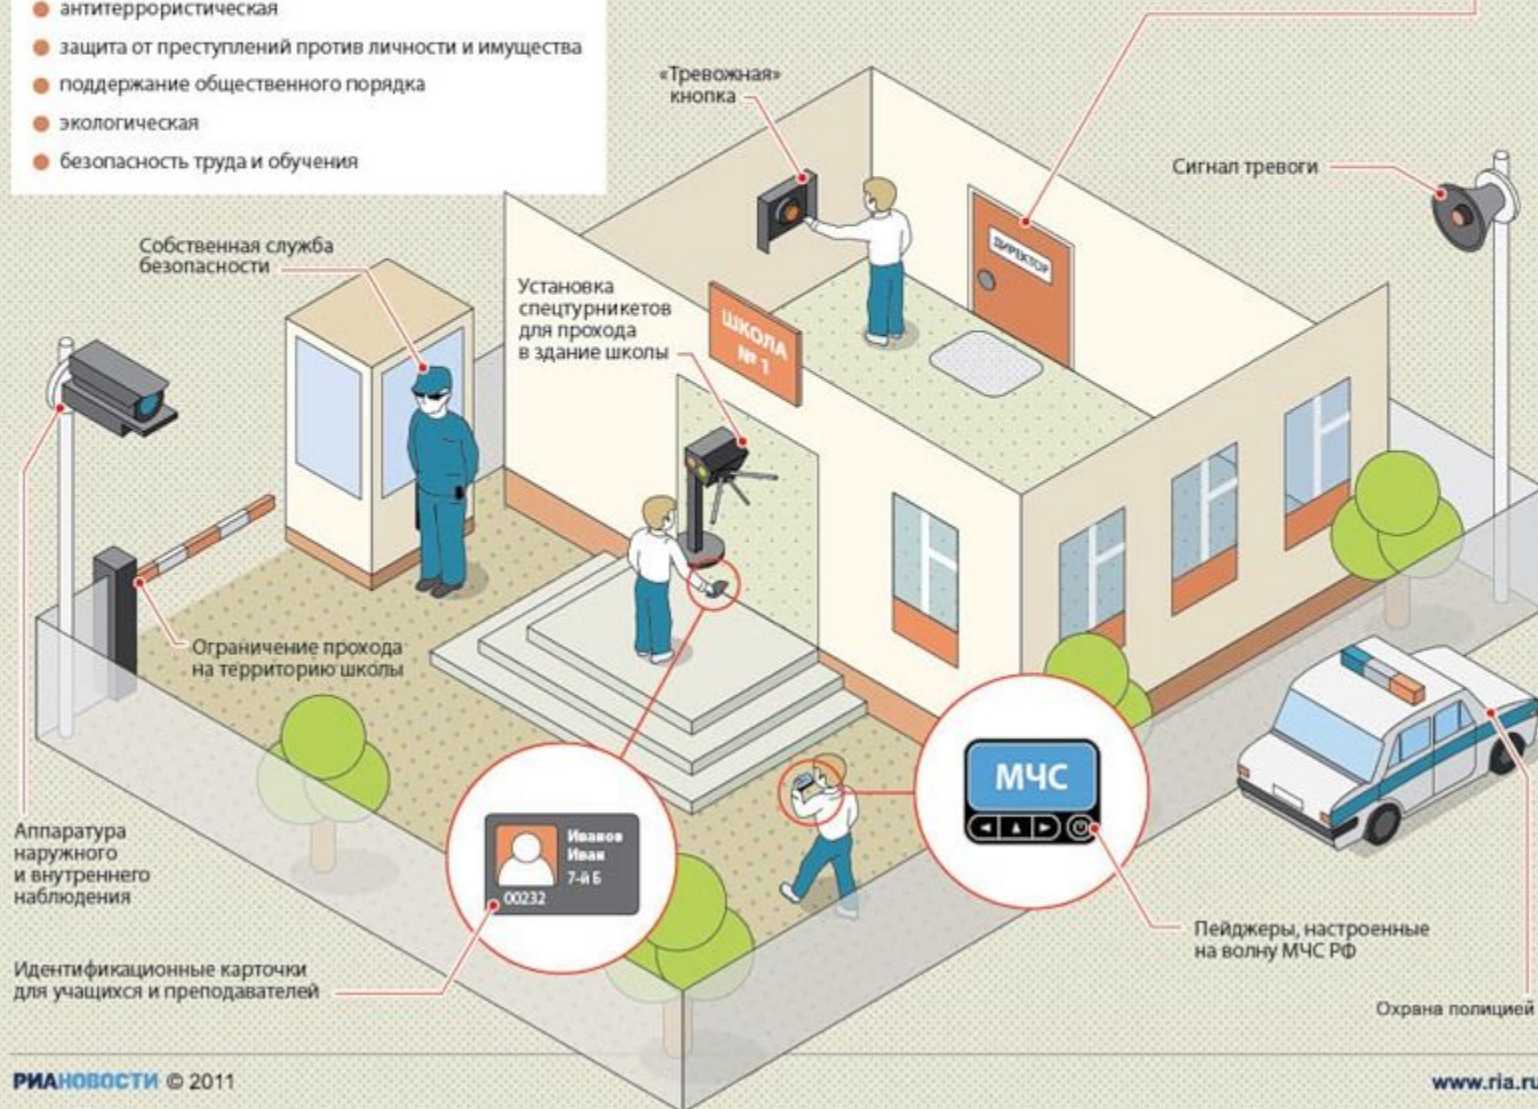 антитеррористическая
защита от преступлений против личности и имущества
поддержание общественного порядка
экологическая
безопасность труда и обучения
«Тревожная»
кнопка
Сигнал тревоги
Собственная служба
безопасности
Установка
спецтурникетов
для прохода
в здание школы
ДИРЕКТОР
ШКОЛА
№ 1
Ограничение прохода
на территорию школы
МЧС
Аппаратура
наружного
и внутреннего
наблюдения
Иванов
Иван
7-й Б
00232
Пейджеры, настроенные
на волну МЧС РФ
Идентификационные карточки
для учащихся и преподавателей
Охрана полицией
РИАНОВОСТИ © 2011
www.ria.ru